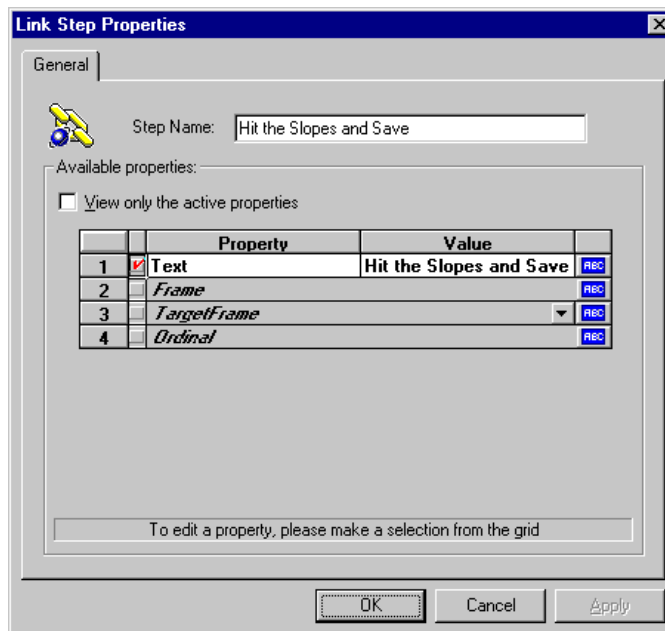 Link Step Properties
General
Step Name: Hit the Slopes and Save
Available properties:
View only the active properties
Property Value
1 Text Hit the Slopes and Save ABC
2 Frame ABC
3 TargetFrame ABC
4 Ordinal ABC
To edit a property, please make a selection from the grid
OK Cancel Apply